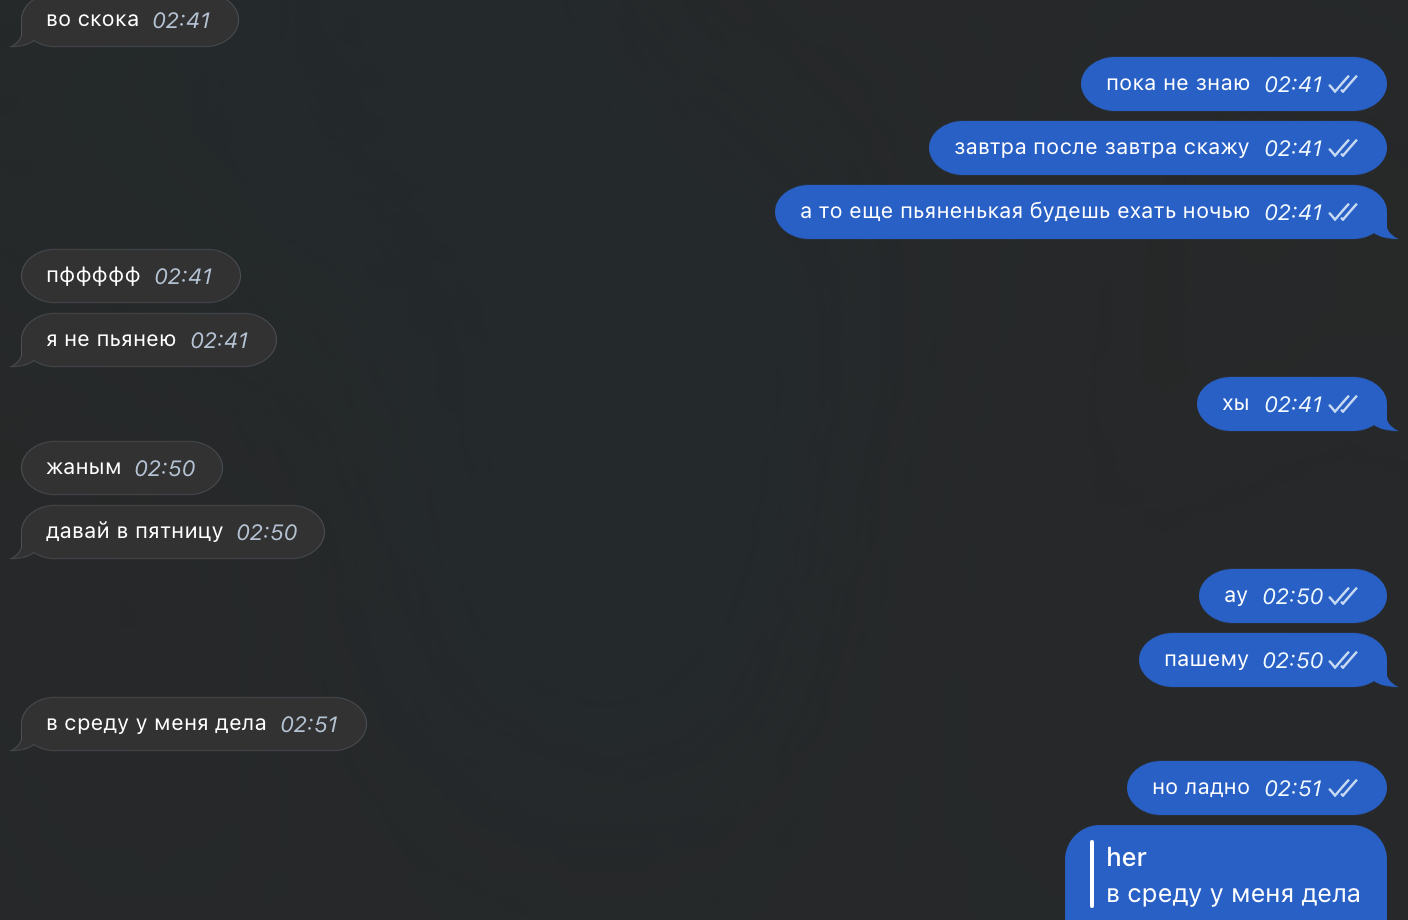 во скока 02:41
пока не знаю 02:41
завтра после завтра скажу 02:41
а то еще пьяненькая будешь ехать ночью 02:41
пффффф 02:41
я не пьянею 02:41
хы 02:41
жаным 02:50
давай в пятницу 02:50
ау 02:50
пашему 02:50
в среду у меня дела 02:51
но ладно 02:51
her
в среду у меня дела